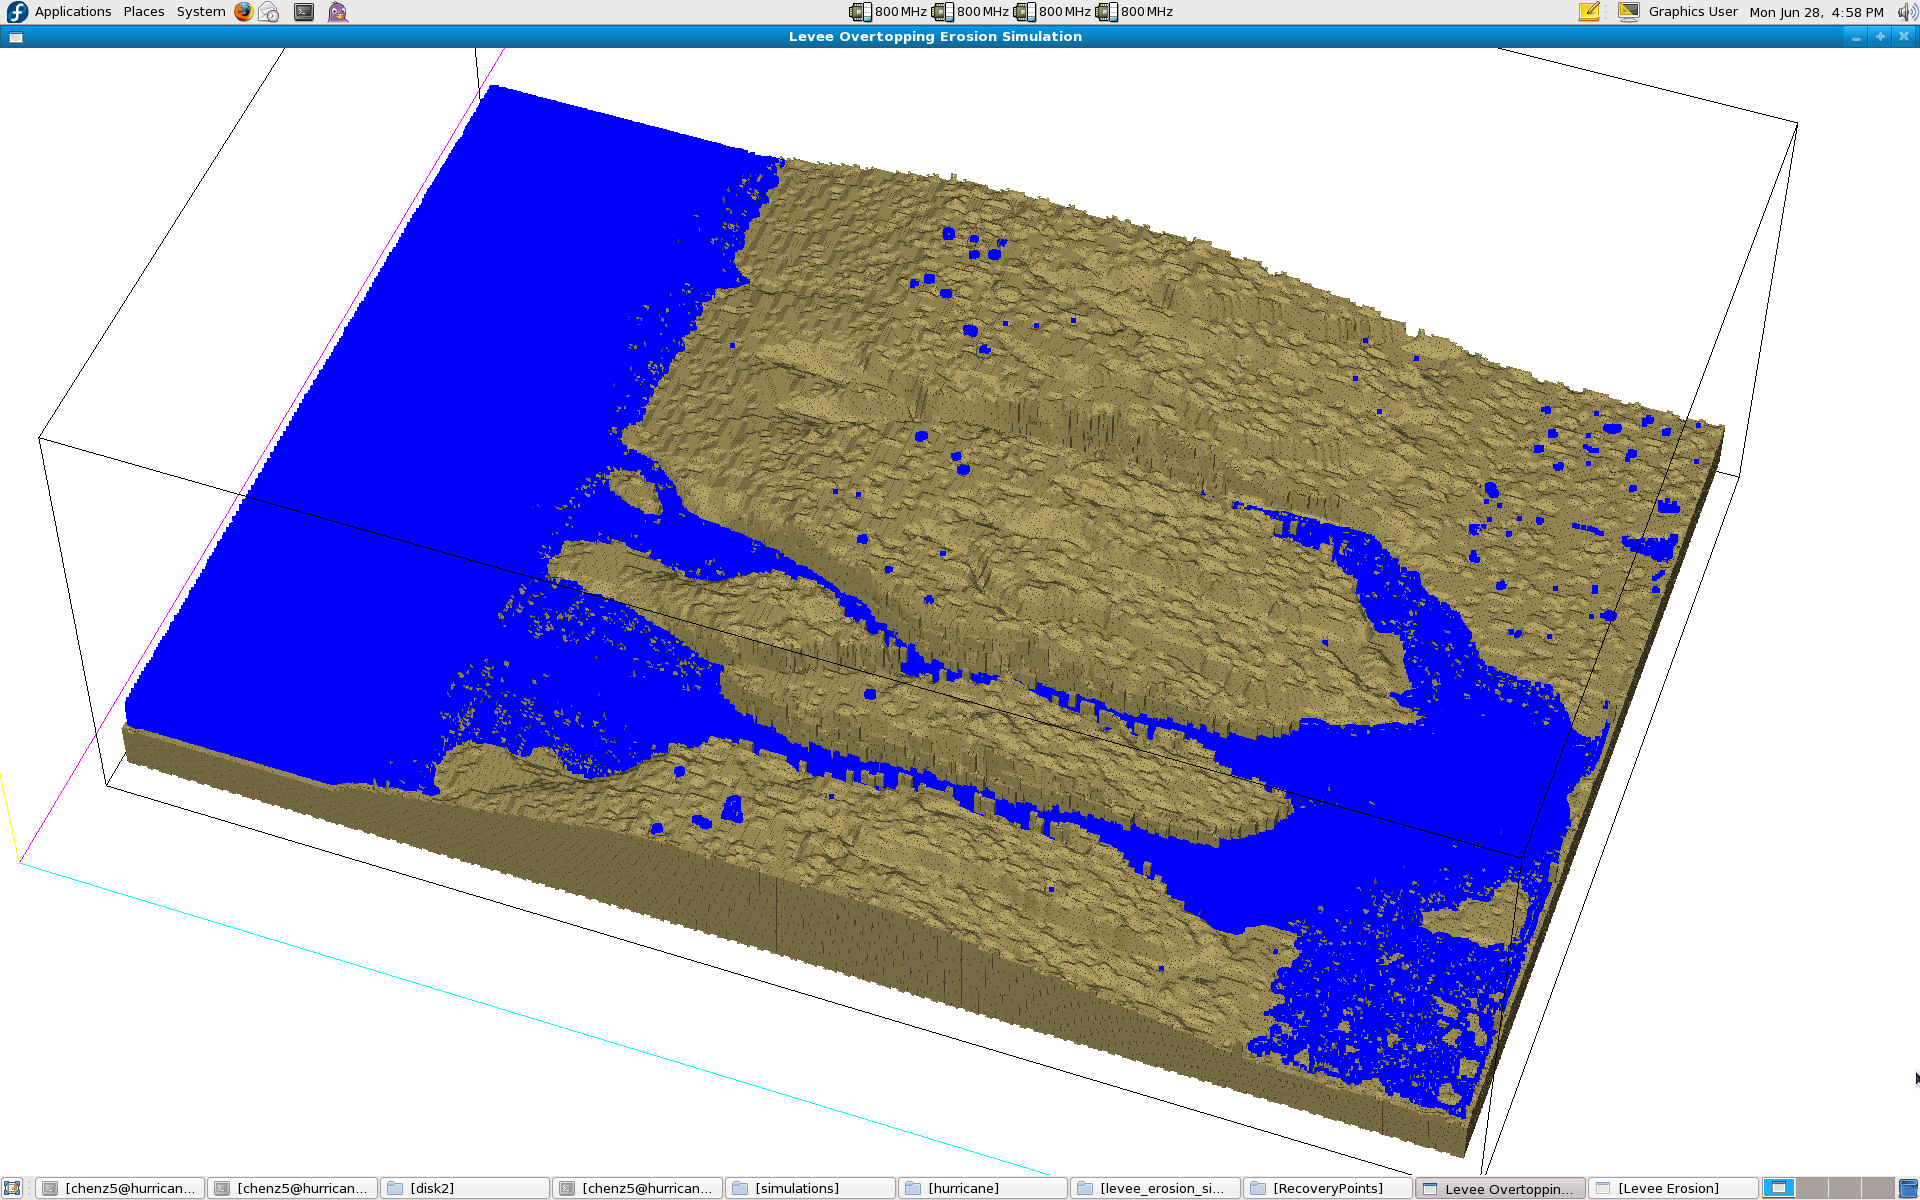 Applications Places System 800 MHz 800 MHz 800 MHz 800 MHz Graphics User Mon Jun 28, 4:58 PM
Levee Overtopping Erosion Simulation
[chenz5@hurrican... [chenz5@hurrican... [disk2] [chenz5@hurrican... [simulations] [hurricane] [levee_erosion_si... [RecoveryPoints] Levee Overtoppin... [Levee Erosion]